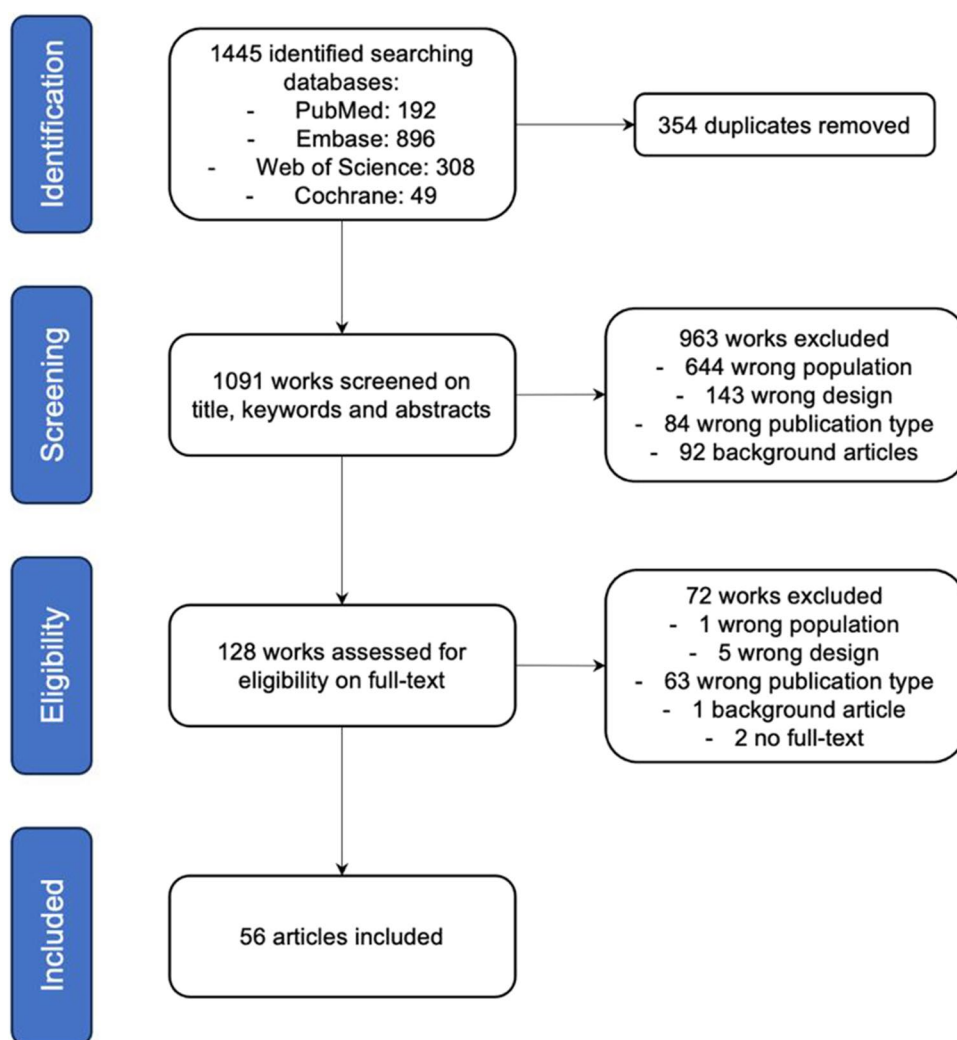 Identification
1445 identified searching
databases:
- PubMed: 192
- Embase: 896
- Web of Science: 308
- Cochrane: 49
354 duplicates removed
Screening
1091 works screened on
title, keywords and abstracts
963 works excluded
- 644 wrong population
- 143 wrong design
- 84 wrong publication type
- 92 background articles
Eligibility
128 works assessed for
eligibility on full-text
72 works excluded
- 1 wrong population
- 5 wrong design
- 63 wrong publication type
- 1 background article
- 2 no full-text
Included
56 articles included